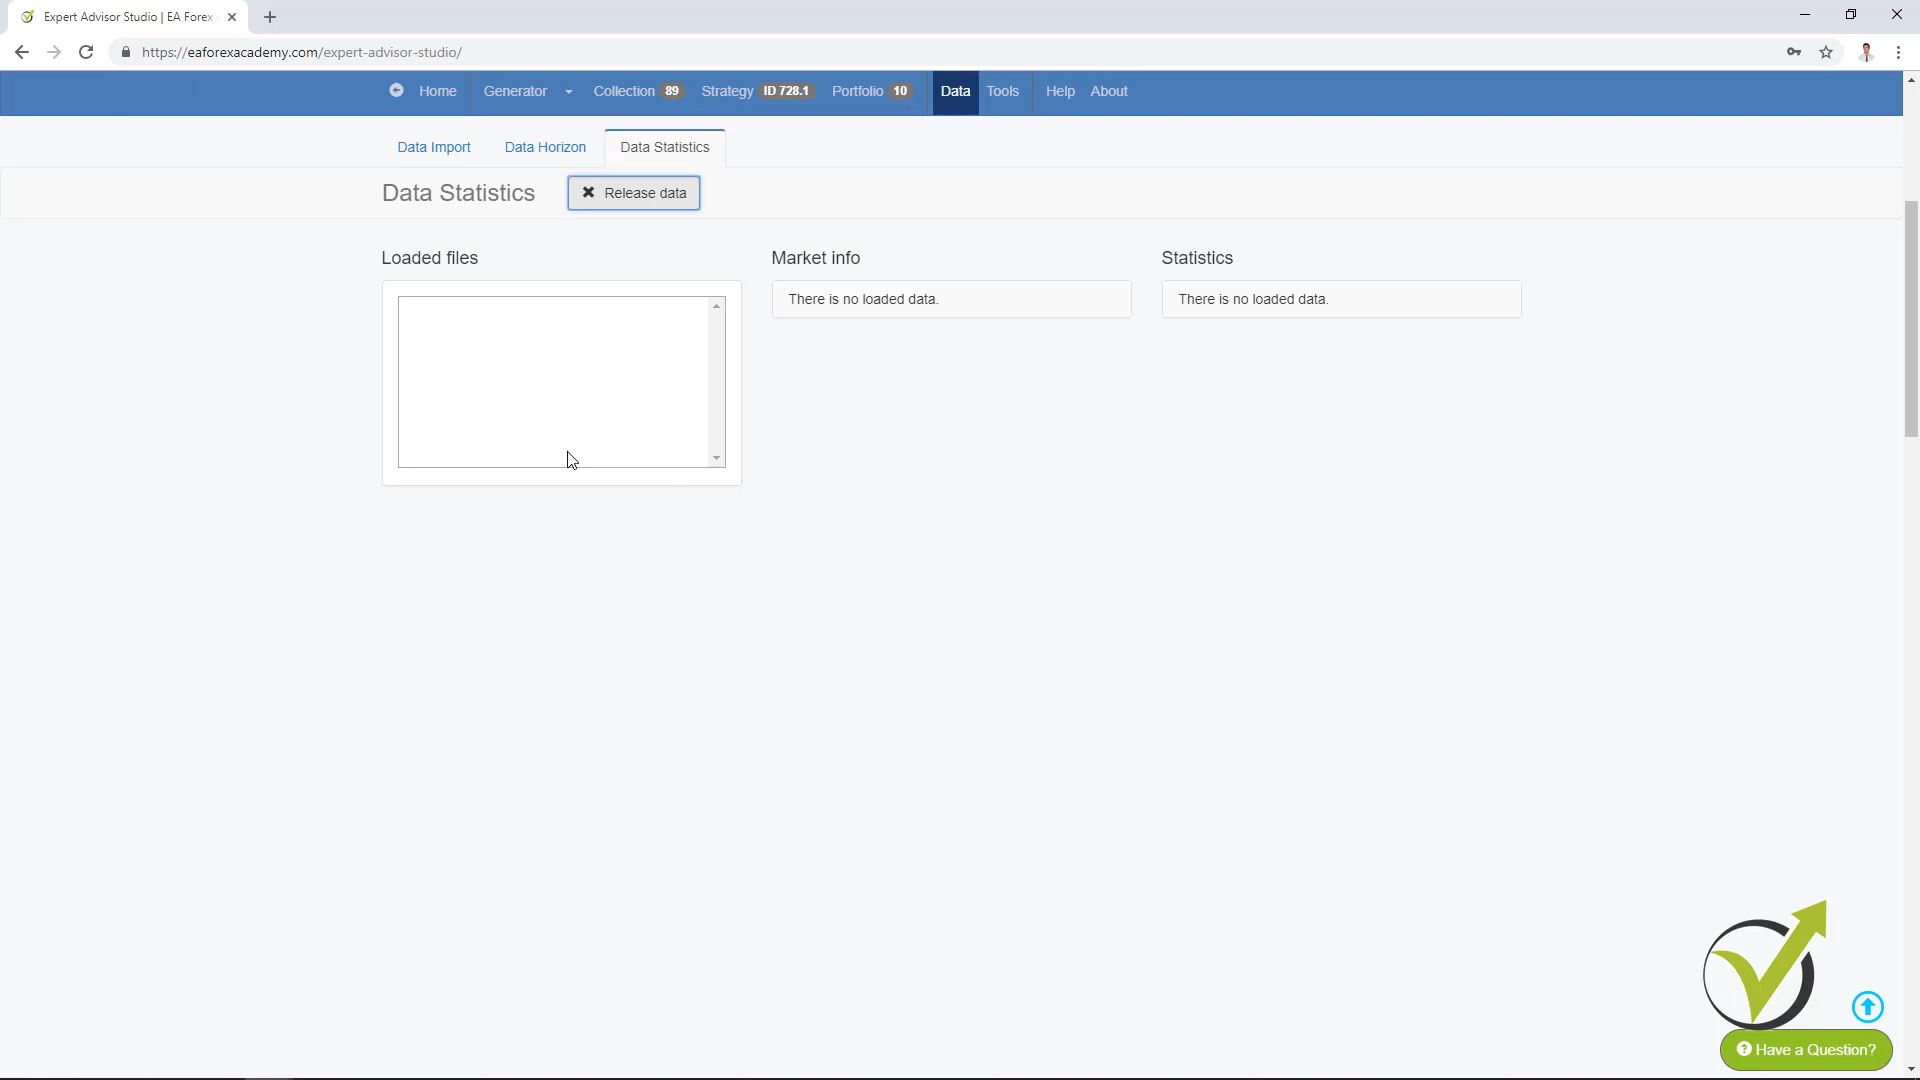 Expert Advisor Studio | EA Forex
https://eaforexacademy.com/expert-advisor-studio/
Home Generator Collection 89 Strategy ID 728.1 Portfolio 10 Data Tools Help About
Data Import Data Horizon Data Statistics
Data Statistics Release data
Loaded files Market info Statistics
There is no loaded data. There is no loaded data.
Have a Question?